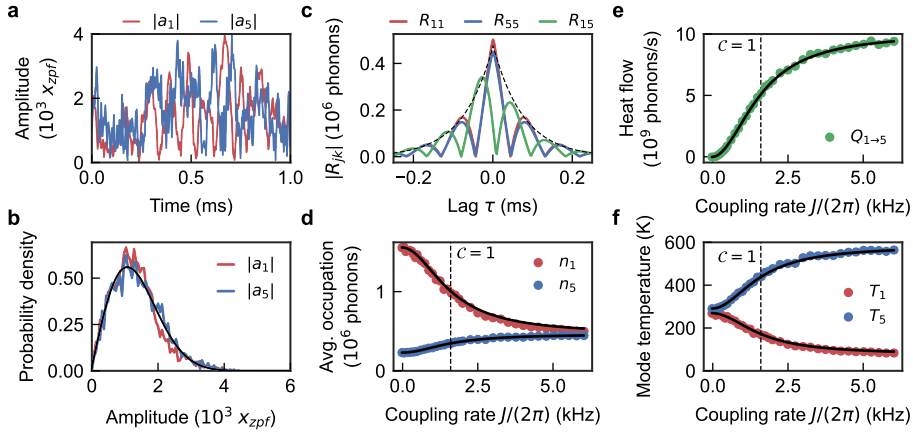 a
|a₁| |a₅|
Amplitude
(10³ x_zpf)
4
2
0
0.0 0.5 1.0
Time (ms)
b
|a₁|
|a₅|
Probability density
0.50
0.25
0.00
0 2 4 6
Amplitude (10³ x_zpf)
c
R₁₁ R₅₅ R₁₅
|R_jk| (10⁶ phonons)
0.4
0.2
0.0
−0.2 0.0 0.2
Lag τ (ms)
d
C = 1
n₁
n₅
Avg. occupation
(10⁶ phonons)
1
0
0.0 2.5 5.0
Coupling rate J/(2π) (kHz)
e
C = 1
Q₁→₅
Heat flow
(10⁹ phonons/s)
10
5
0
0.0 2.5 5.0
Coupling rate J/(2π) (kHz)
f
C = 1
T₁
T₅
Mode temperature (K)
600
400
200
0
0.0 2.5 5.0
Coupling rate J/(2π) (kHz)